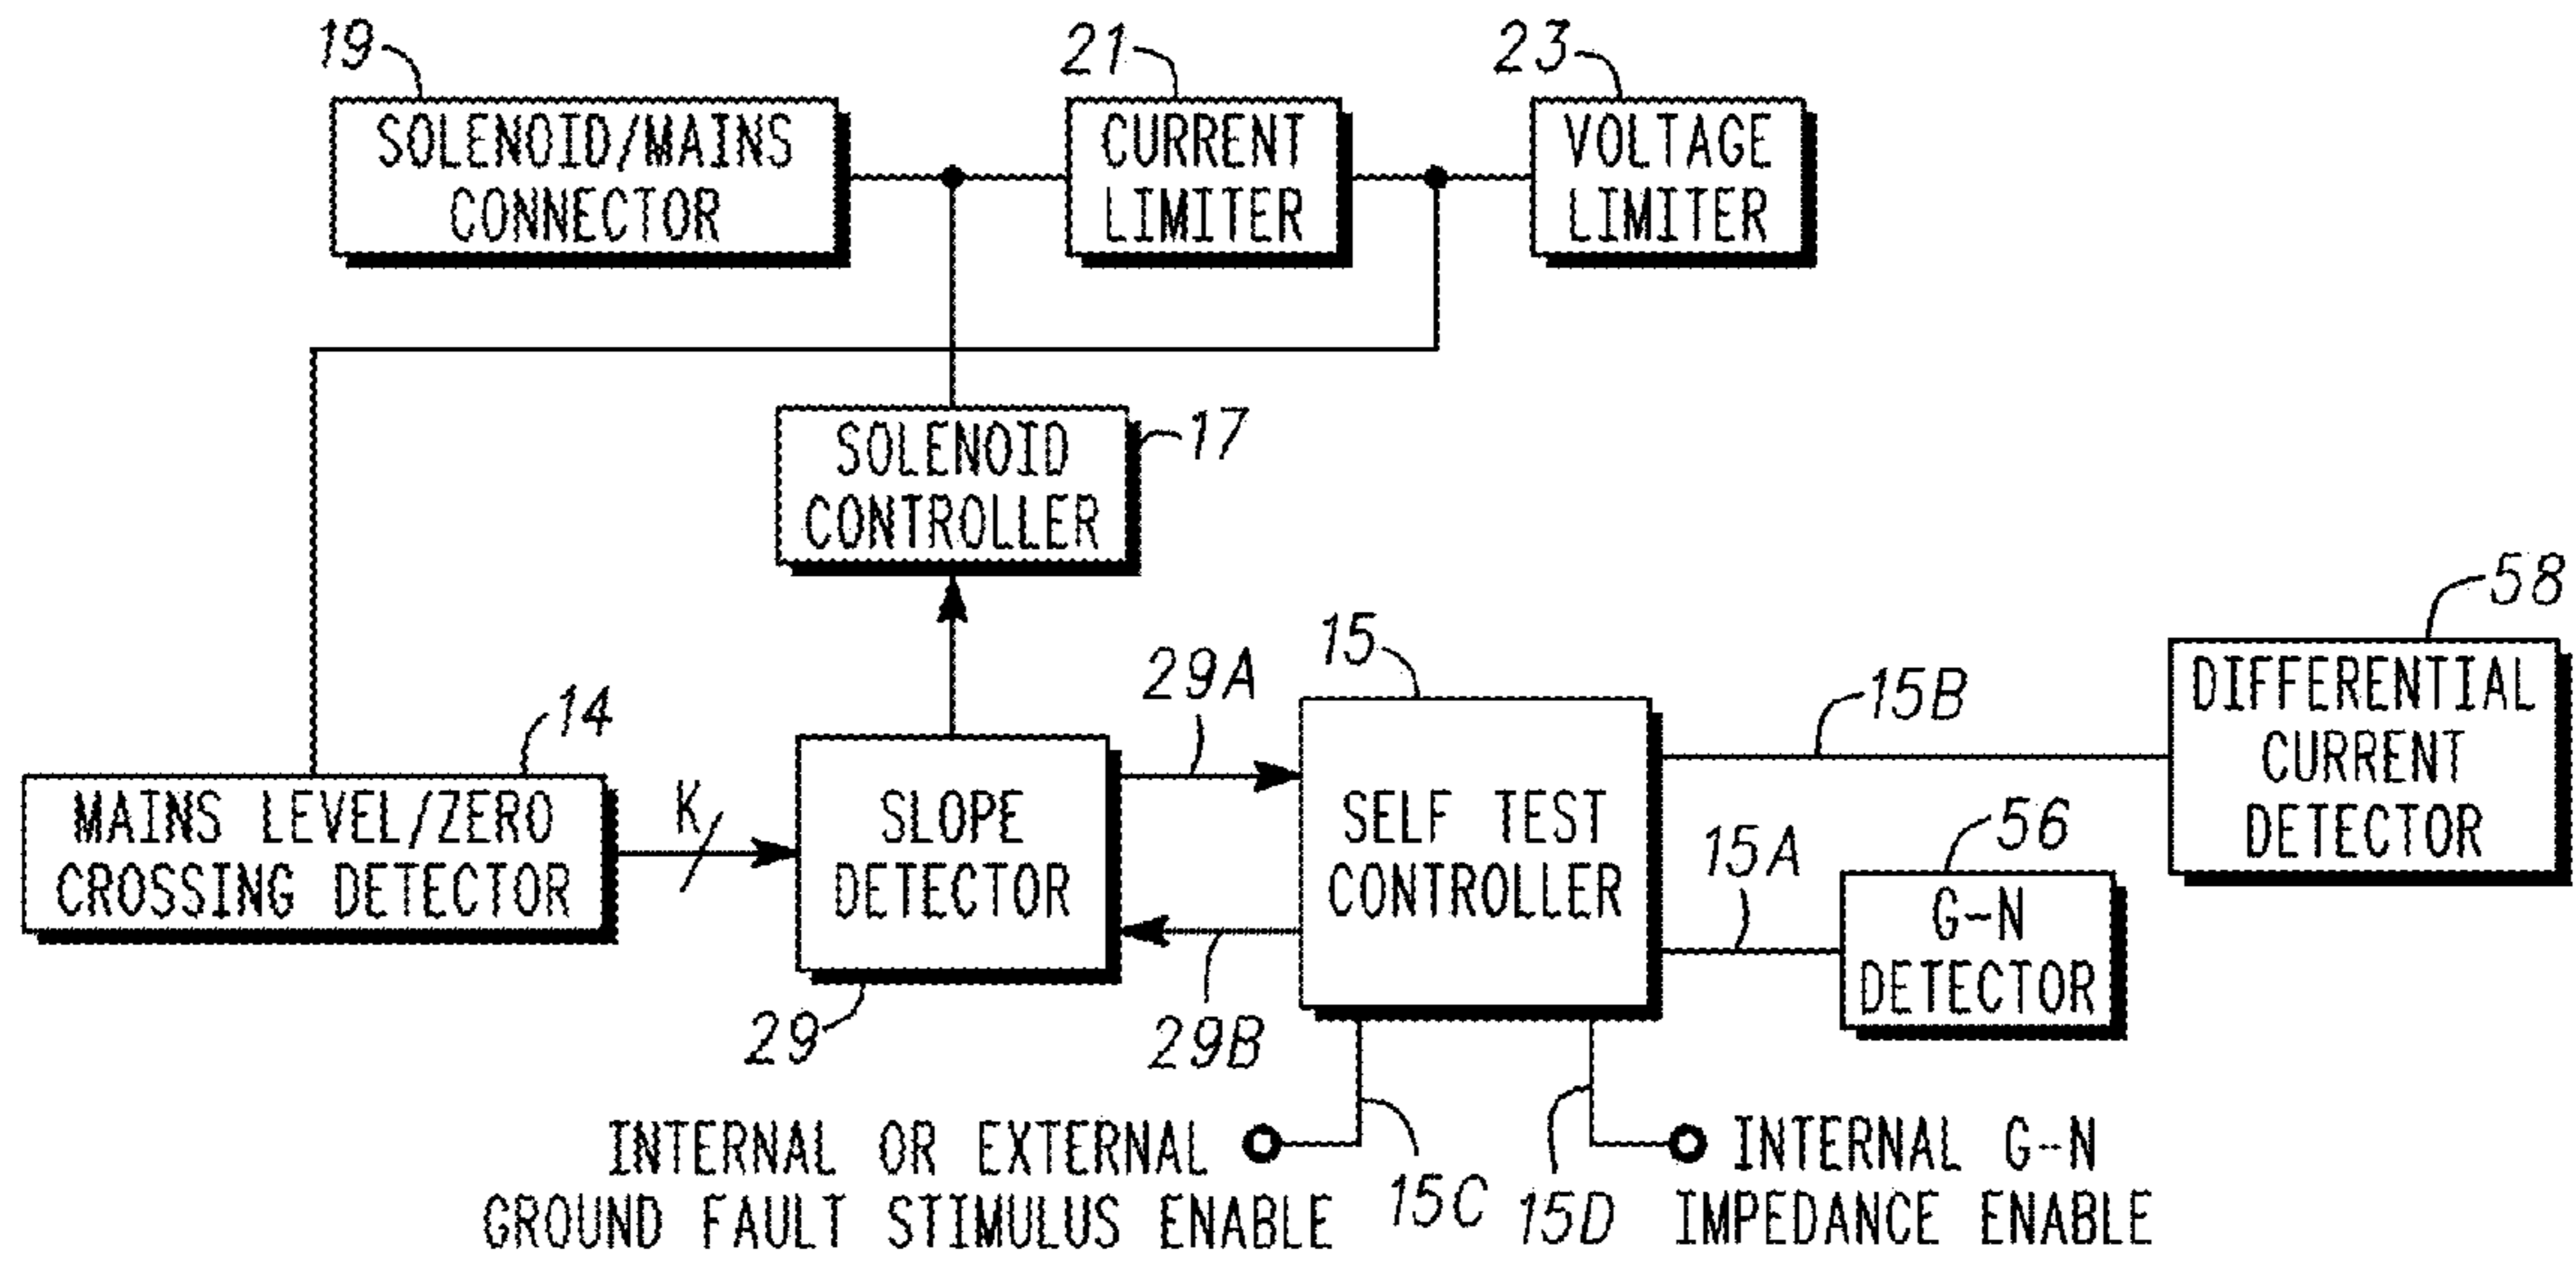 19
21
23
SOLENOID/MAINS
CONNECTOR
CURRENT
LIMITER
VOLTAGE
LIMITER
SOLENOID
CONTROLLER
17
58
15
29A
14
15B
DIFFERENTIAL
CURRENT
DETECTOR
MAINS LEVEL/ZERO
CROSSING DETECTOR
K
SLOPE
DETECTOR
SELF TEST
CONTROLLER
56
15A
G-N
DETECTOR
29
29B
INTERNAL OR EXTERNAL
GROUND FAULT STIMULUS ENABLE
15C
15D
INTERNAL G-N
IMPEDANCE ENABLE